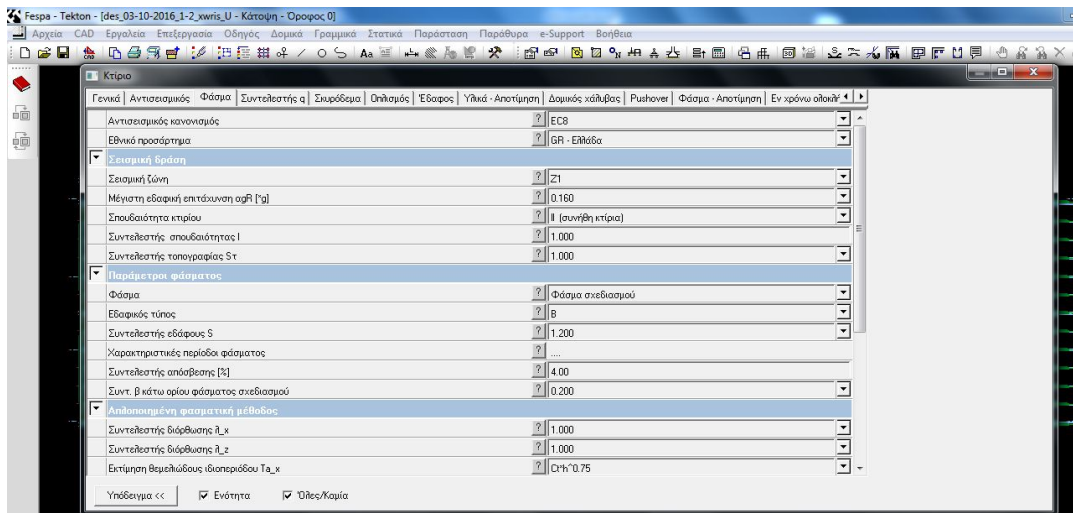 Fespa - Tekton - [des_03-10-2016_1-2_xwris_U - Κάτοψη - Όροφος 0]
Αρχεία CAD Εργαλεία Επεξεργασία Οδηγός Δομικά Γραμμικά Στατικά Παράσταση Παράθυρα e-Support Βοήθεια
Κτίριο
Γενικά Αντισεισμικός Φάσμα Συντελεστής q Σκυρόδεμα Οπλισμός Έδαφος Υλικά - Αποτίμηση Δομικός χάλυβας Pushover Φάσμα - Αποτίμηση Εν χρόνω
Αντισεισμικός κανονισμός ? EC8
Εθνικό προσάρτημα ? GR - Ελλάδα
Σεισμική δράση
Σεισμική ζώνη ? Z1
Μέγιστη εδαφική επιτάχυνση αgR [*g] ? 0.160
Σπουδαιότητα κτιρίου ? II (συνήθη κτίρια)
Συντελεστής σπουδαιότητας Ι ? 1.000
Συντελεστής τοπογραφίας Sτ ? 1.000
Παράμετροι φάσματος
Φάσμα ? Φάσμα σχεδιασμού
Εδαφικός τύπος ? B
Συντελεστής εδάφους S ? 1.200
Χαρακτηριστικές περίοδοι φάσματος ? ....
Συντελεστής απόσβεσης [%] ? 4.00
Συντ. β κάτω ορίου φάσματος σχεδιασμού ? 0.200
Απλοποιημένη φασματική μέθοδος
Συντελεστής διόρθωσης λ_x ? 1.000
Συντελεστής διόρθωσης λ_z ? 1.000
Εκτίμηση θεμελιώδους ιδιοπεριόδου Ta_x ? Ct*h^0.75
Υπόδειγμα << Ενότητα Όλες/Καμία